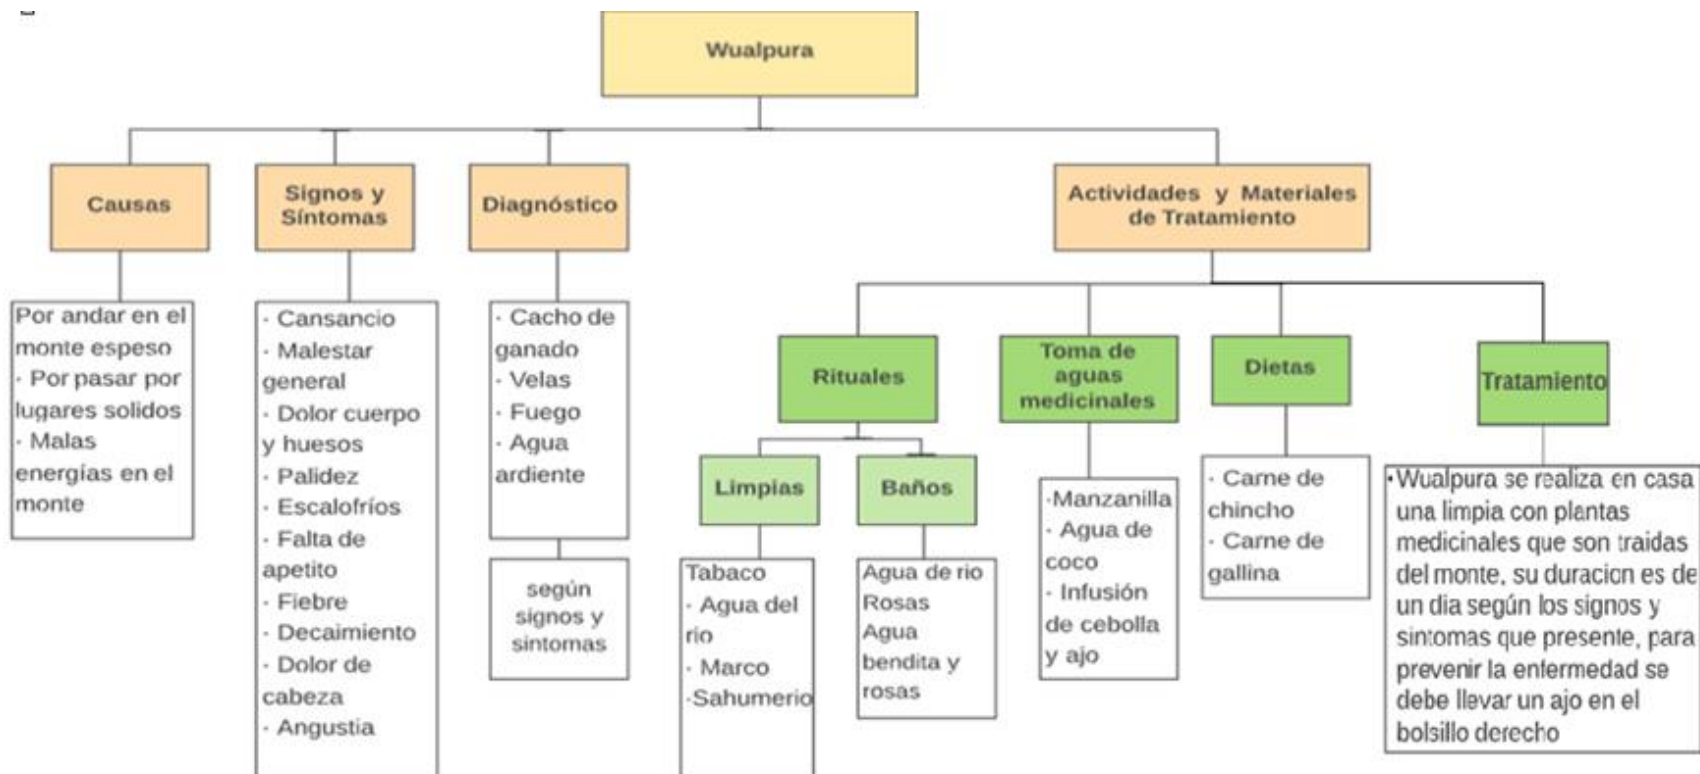 Wualpura
Causas
Signos y
Síntomas
Diagnóstico
Actividades y Materiales
de Tratamiento
Por andar en el
monte espeso
· Por pasar por
lugares solidos
· Malas
energías en el
monte
· Cansancio
· Malestar
general
· Dolor cuerpo
y huesos
· Palidez
· Escalofríos
· Falta de
apetito
· Fiebre
· Decaimiento
· Dolor de
cabeza
· Angustia
· Cacho de
ganado
· Velas
· Fuego
· Agua
ardiente
según
signos y
sintomas
Rituales
Toma de
aguas
medicinales
Dietas
Tratamiento
Limpias
Baños
Tabaco
· Agua del
rio
· Marco
·Sahumerio
Agua de rio
Rosas
Agua
bendita y
rosas
·Manzanilla
· Agua de
coco
· Infusión
de cebolla
y ajo
· Carne de
chincho
· Carne de
gallina
·Wualpura se realiza en casa
una limpia con plantas
medicinales que son traidas
del monte, su duracion es de
un dia según los signos y
sintomas que presente, para
prevenir la enfermedad se
debe llevar un ajo en el
bolsillo derecho